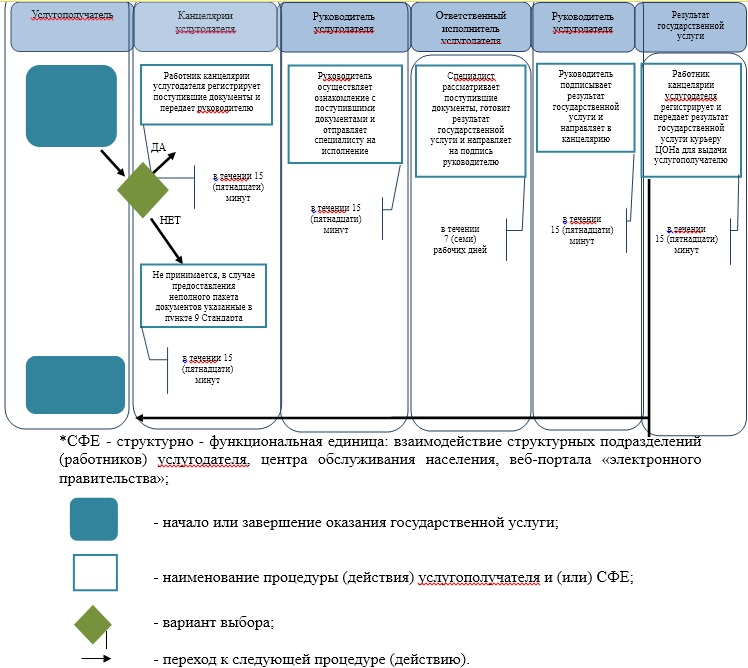 Услугополучатель
Канцелярии
услугодателя
Руководитель
услугодателя
Ответственный
исполнитель
услугодателя
Руководитель
услугодателя
Результат
государственной
услуги
Работник канцелярии
услугодателя регистрирует
поступившие документы и
передает руководителю
Руководитель
осуществляет
ознакомление с
поступившими
документами и
отправляет
специалисту на
исполнение
Специалист
рассматривает
поступившие
документы, готовит
результат
государственной
услуги и направляет
на подпись
руководителю
Руководитель
подписывает
результат
государственной
услуги и
направляет в
канцелярию
Работник
канцелярии
услугодателя
регистрирует и
передает результат
государственной
услуги курьеру
ЦОНа для выдачи
услугополучателю
ДА
в течении 15
(пятнадцати)
минут
в течении 15
(пятнадцати)
минут
в течении
7 (семи)
рабочих дней
в течении
15 (пятнадцати)
минут
в течении
15 (пятнадцати)
минут
НЕТ
Не принимается, в случае
предоставления
неполного пакета
документов указанные в
пункте 9 Стандарта
в течении 15
(пятнадцати)
минут
*СФЕ - структурно - функциональная единица: взаимодействие структурных подразделений
(работников) услугодателя, центра обслуживания населения, веб-портала «электронного
правительства»;
- начало или завершение оказания государственной услуги;
- наименование процедуры (действия) услугополучателя и (или) СФЕ;
- вариант выбора;
- переход к следующей процедуре (действию).